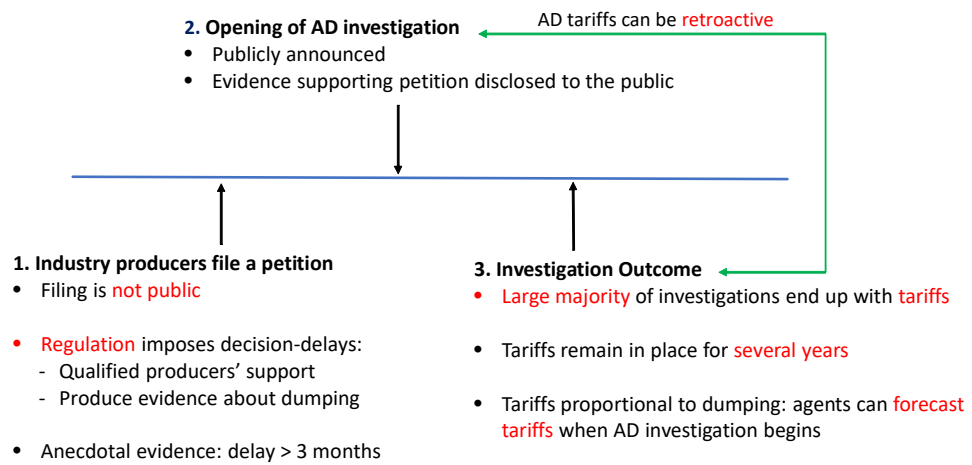 AD tariffs can be retroactive
2. Opening of AD investigation
• Publicly announced
• Evidence supporting petition disclosed to the public
1. Industry producers file a petition
• Filing is not public
• Regulation imposes decision-delays:
- Qualified producers’ support
- Produce evidence about dumping
• Anecdotal evidence: delay > 3 months
3. Investigation Outcome
• Large majority of investigations end up with tariffs
• Tariffs remain in place for several years
• Tariffs proportional to dumping: agents can forecast
tariffs when AD investigation begins